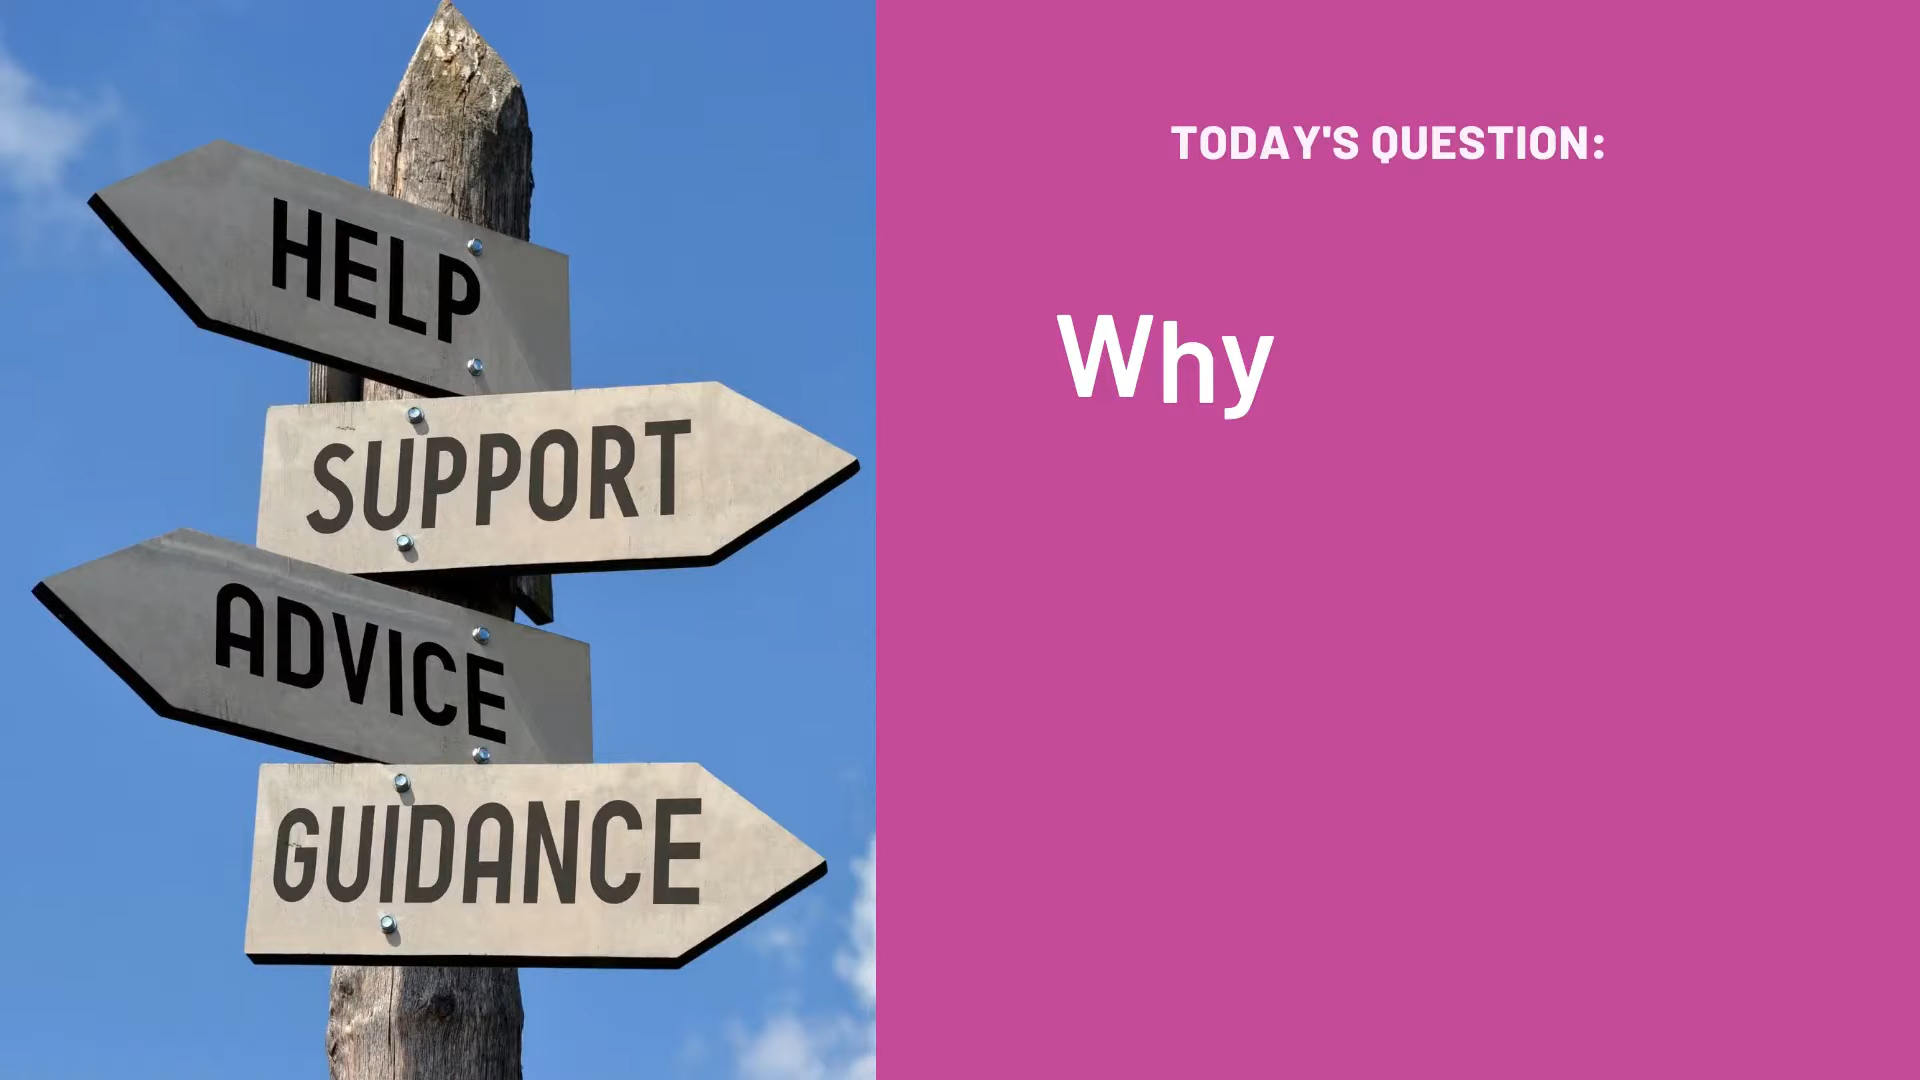 HELP
SUPPORT
ADVICE
GUIDANCE
TODAY'S QUESTION:
Why